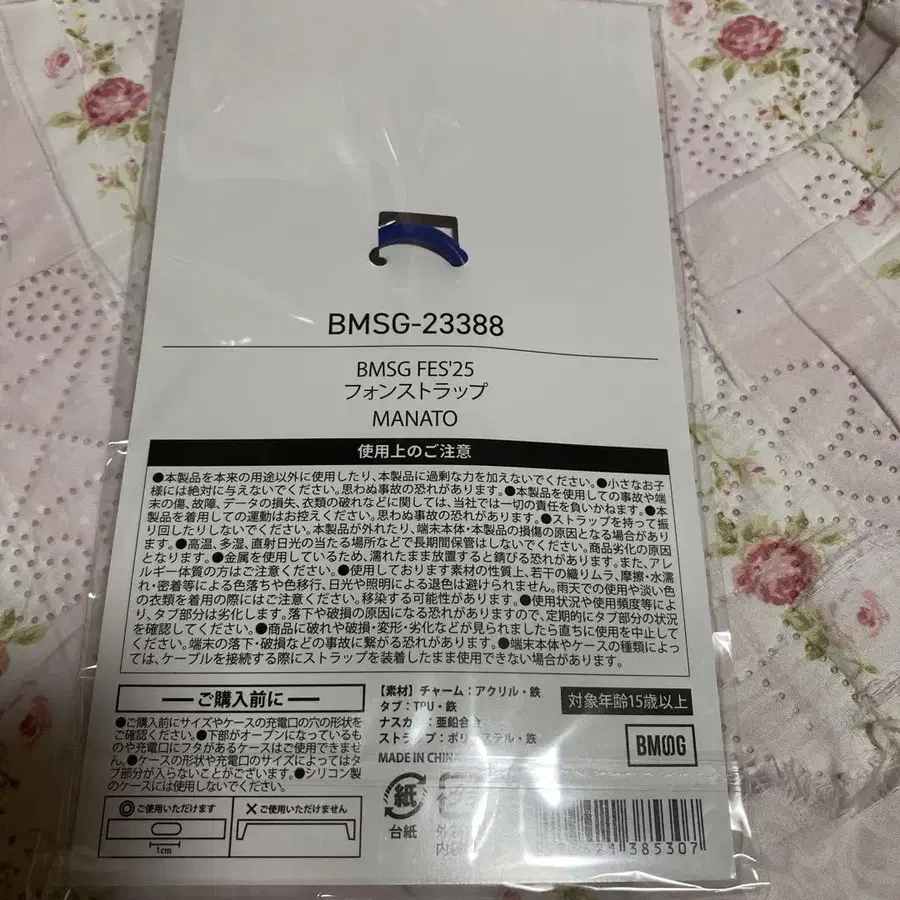 BMSG-23388
BMSG FES'25
フォンストラップ
MANATO
使用上のご注意
●本製品を本来の用途以外に使用したり、本製品に過剰な力を加えないでください。●小さなお子
様には絶対に与えないでください。思わぬ事故の恐れがあります。●本製品を使用しての事故や端
末の傷、故障、データの損失、衣類の破れなどに関しては、当社では一切の責任を負いかねます。●本
製品を着用しての運動はお控えください。思わぬ事故の恐れがあります。●ストラップを持って振
り回したりしないでください。本製品が外れたり、端末本体・本製品の損傷の原因となる場合があり
ます。●高温、多湿、直射日光の当たる場所などで長期間保管はしないでください。商品劣化の原因
となります。●金属を使用しているため、濡れたまま放置すると錆びる恐れがあります。また、アレ
ルギー体質の方はご注意ください。●使用しております素材の性質上、若干の織りムラ、摩擦・水濡
れ・密着等による色落ちや色移行、日光や照明による退色は避けられません。雨天での使用や淡い色
の衣類を着用の際にはご注意ください。移染する可能性があります。●使用状況や使用頻度等によ
り、タブ部分は劣化します。落下や破損の原因になる恐れがありますので、定期的にタブ部分の状況
を確認してください。●商品に破れや破損・変形・劣化などが見られましたら直ちに使用を中止して
ください。端末の落下・破損などの事故に繋がる恐れがあります。●端末本体やケースの種類によっ
ては、ケーブルを接続する際にストラップを装着したまま使用できない場合があります。
ご購入前に
●ご購入前にサイズやケースの充電口の穴の形状を
ご確認ください。●下部がオープンになっているも
のや充電口にフタがあるケースはご使用できませ
ん。●ケースの形状や充電口のサイズによってはタ
ブ部分が入らないことがございます。●シリコン製
のケースには使用しないでください。
◎ご使用いただけます
×ご使用いただけません
1cm
【素材】チャーム:アクリル・鉄
タブ:TPU・鉄
ナスカン:亜鉛合金
ストラップ:ポリエステル・鉄
MADE IN CHINA
対象年齢15歳以上
BMSG
紙
台紙
385307